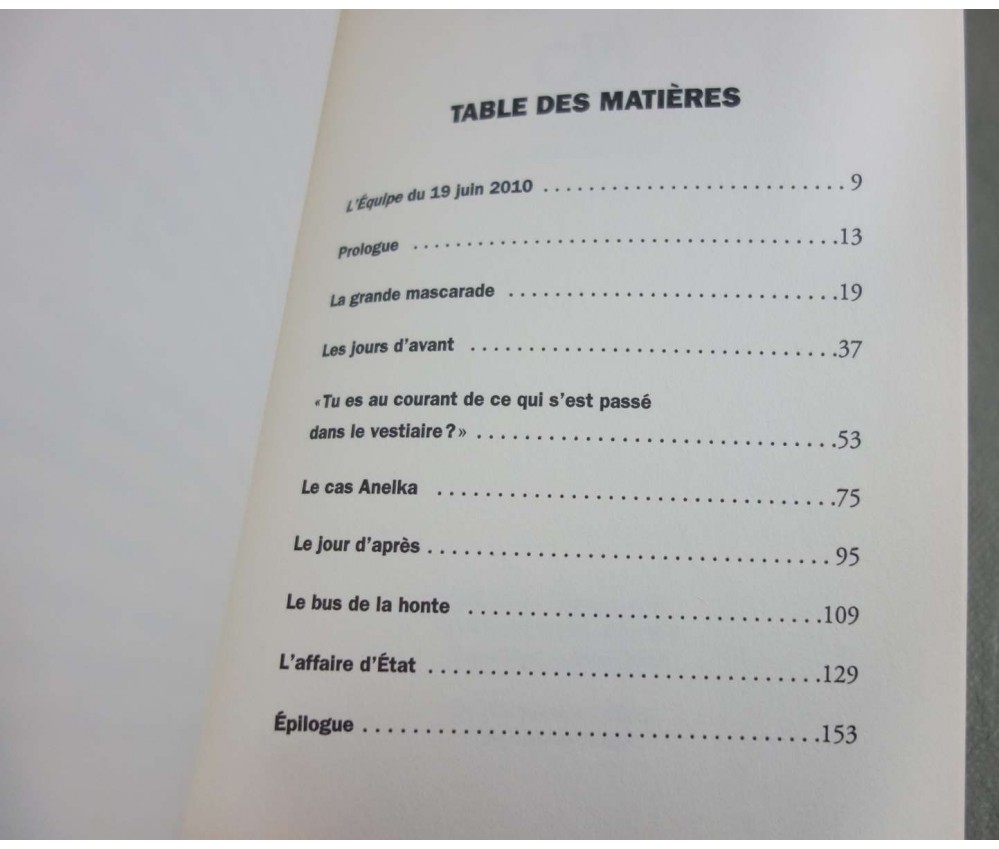 TABLE DES MATIÈRES
L'Équipe du 19 juin 2010 . . . . . . . . . . . . . . . . . . . . . . . . . . . 9
Prologue . . . . . . . . . . . . . . . . . . . . . . . . . . . . . . . . . . . . .13
La grande mascarade . . . . . . . . . . . . . . . . . . . . . . . . . . . . .19
Les jours d'avant . . . . . . . . . . . . . . . . . . . . . . . . . . . . . . . .37
«Tu es au courant de ce qui s'est passé
dans le vestiaire?» . . . . . . . . . . . . . . . . . . . . . . . . . . . . . . .53
Le cas Anelka . . . . . . . . . . . . . . . . . . . . . . . . . . . . . . . . . .75
Le jour d'après . . . . . . . . . . . . . . . . . . . . . . . . . . . . . . . . . . 95
Le bus de la honte . . . . . . . . . . . . . . . . . . . . . . . . . . . . . .109
L'affaire d'État . . . . . . . . . . . . . . . . . . . . . . . . . . . . . . . . .129
Épilogue . . . . . . . . . . . . . . . . . . . . . . . . . . . . . . . . . . . . . .153